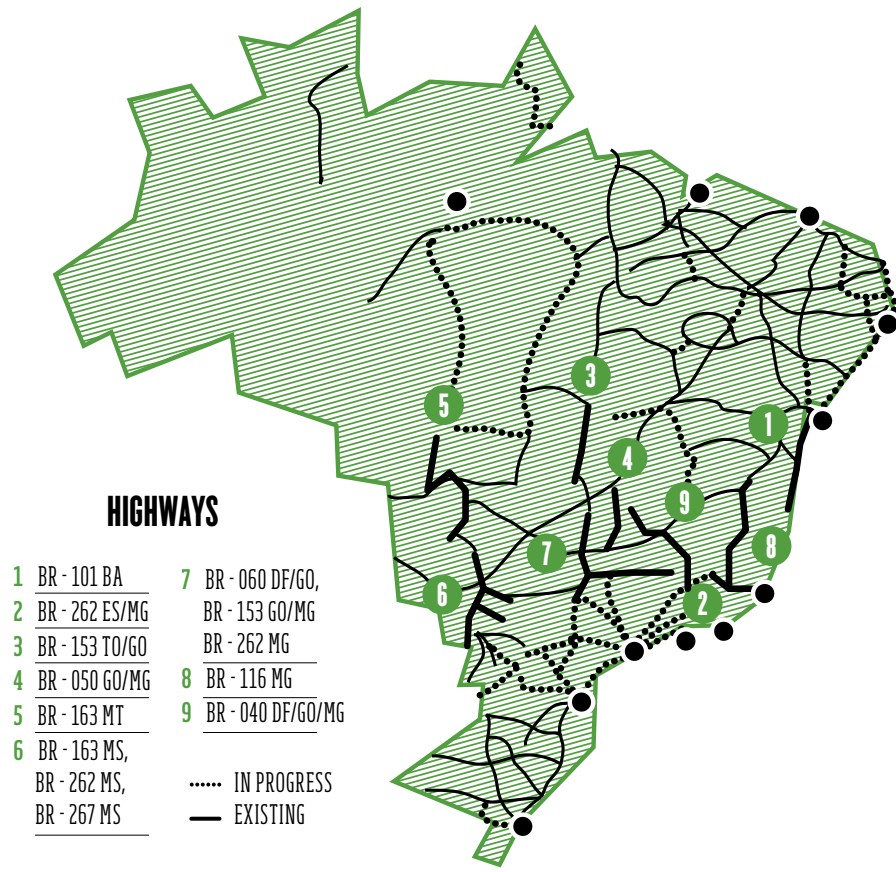 3
5
1
4
9
7
8
6
2
HIGHWAYS
1 BR - 101 BA
2 BR - 262 ES/MG
3 BR - 153 TO/GO
4 BR - 050 GO/MG
5 BR - 163 MT
6 BR - 163 MS,
BR - 262 MS,
BR - 267 MS
7 BR - 060 DF/GO,
BR - 153 GO/MG
BR - 262 MG
8 BR - 116 MG
9 BR - 040 DF/GO/MG
IN PROGRESS
EXISTING